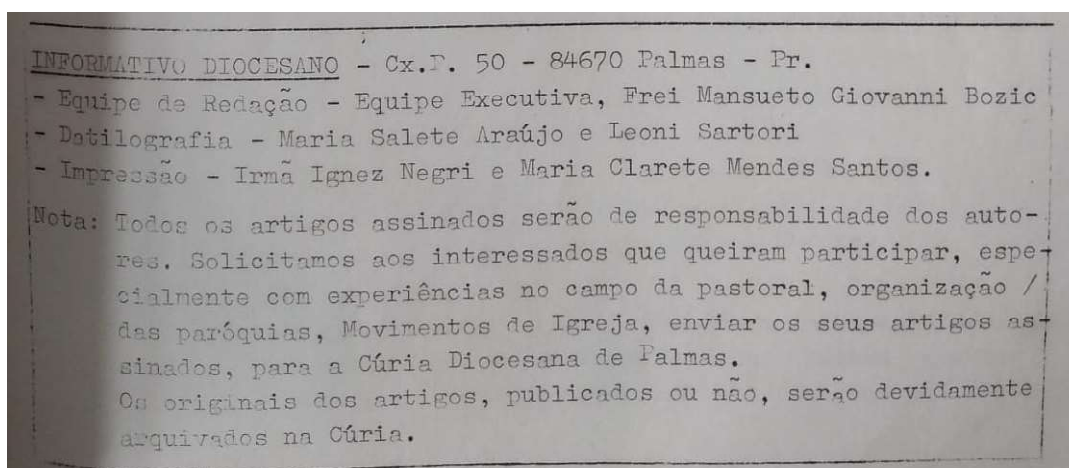 INFORMATIVO DIOCESANO - Cx.P. 50 - 84670 Palmas - Pr.
- Equipe de Redação - Equipe Executiva, Frei Mansueto Giovanni Bozic
- Datilografia - Maria Salete Araújo e Leoni Sartori
- Impressão - Irmã Ignez Negri e Maria Clarete Mendes Santos.
Nota: Todos os artigos assinados serão de responsabilidade dos auto-
res. Solicitamos aos interessados que queiram participar, espe-
cialmente com experiências no campo da pastoral, organização /
das paróquias, Movimentos de Igreja, enviar os seus artigos as-
sinados, para a Cúria Diocesana de Palmas.
Os originais dos artigos, publicados ou não, serão devidamente
arquivados na Cúria.